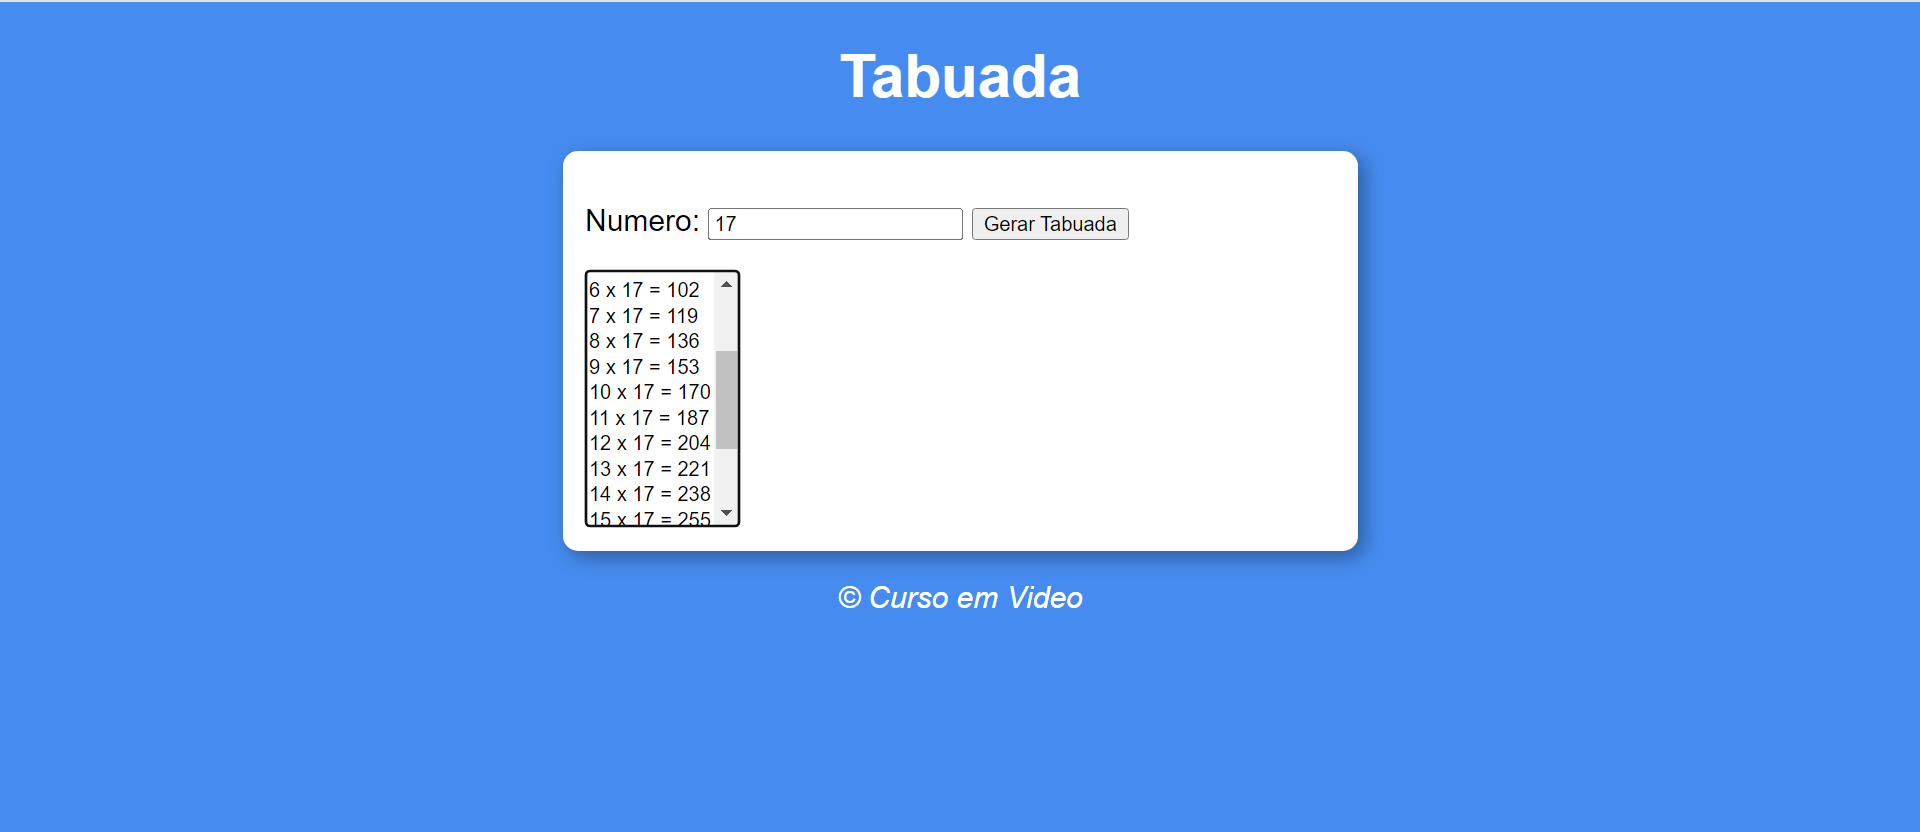 Tabuada
Numero: 17 Gerar Tabuada
6 x 17 = 102
7 x 17 = 119
8 x 17 = 136
9 x 17 = 153
10 x 17 = 170
11 x 17 = 187
12 x 17 = 204
13 x 17 = 221
14 x 17 = 238
15 x 17 = 255
© Curso em Video